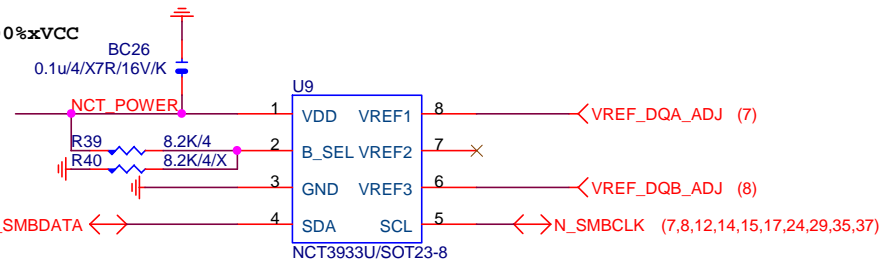 0%xVCC
BC26
0.1u/4/X7R/16V/K
U9
NCT_POWER
1 VDD VREF1 8 VREF_DQA_ADJ (7)
R39 8.2K/4
2 B_SEL VREF2 7
R40 8.2K/4/X
3 GND VREF3 6 VREF_DQB_ADJ (8)
_SMBDATA 4 SDA SCL 5 N_SMBCLK (7,8,12,14,15,17,24,29,35,37)
NCT3933U/SOT23-8